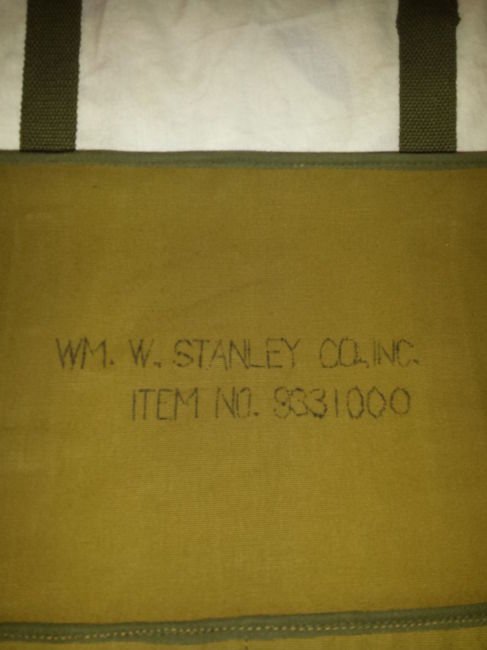 WM. W. STANLEY CO., INC.
ITEM NO. 9331000